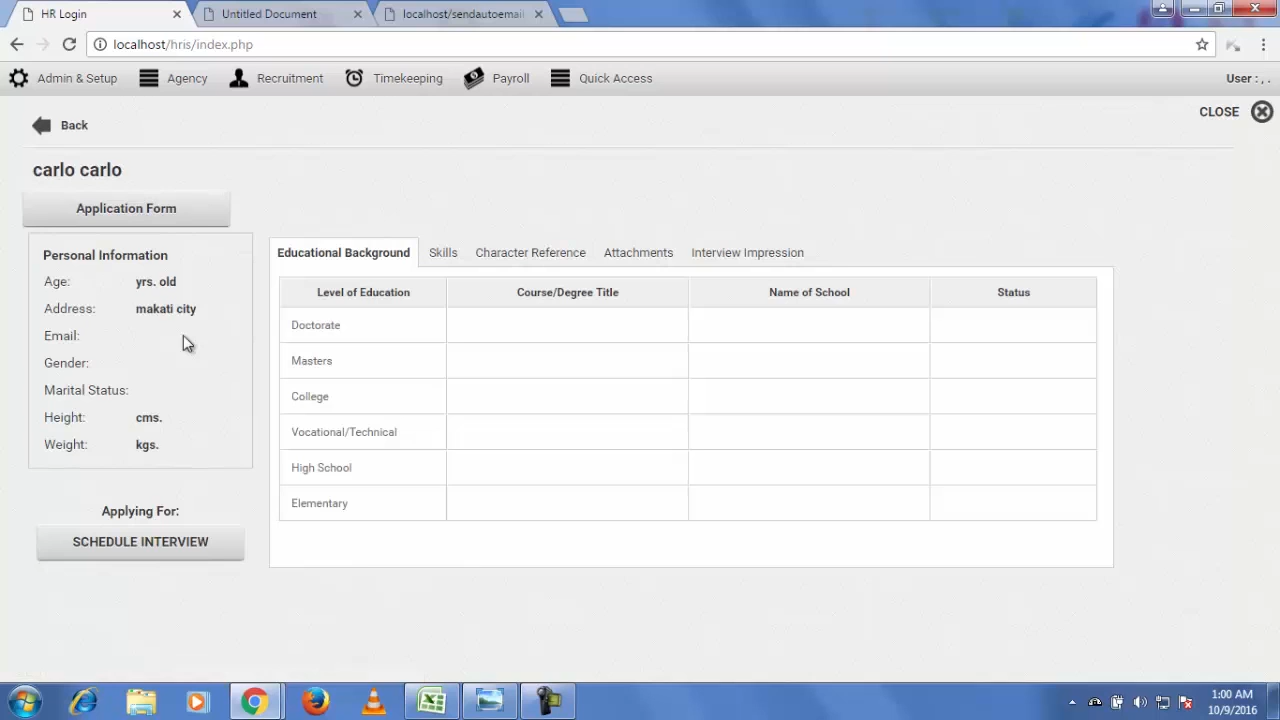 HR Login
Untitled Document
localhost/sendautoemail
localhost/hris/index.php
Admin & Setup
Agency
Recruitment
Timekeeping
Payroll
Quick Access
User : , .
CLOSE
Back
carlo carlo
Application Form
Personal Information
Age: yrs. old
Address: makati city
Email:
Gender:
Marital Status:
Height: cms.
Weight: kgs.
Applying For:
SCHEDULE INTERVIEW
Educational Background
Skills
Character Reference
Attachments
Interview Impression
Level of Education Course/Degree Title Name of School Status
Doctorate
Masters
College
Vocational/Technical
High School
Elementary
1:00 AM
10/9/2016